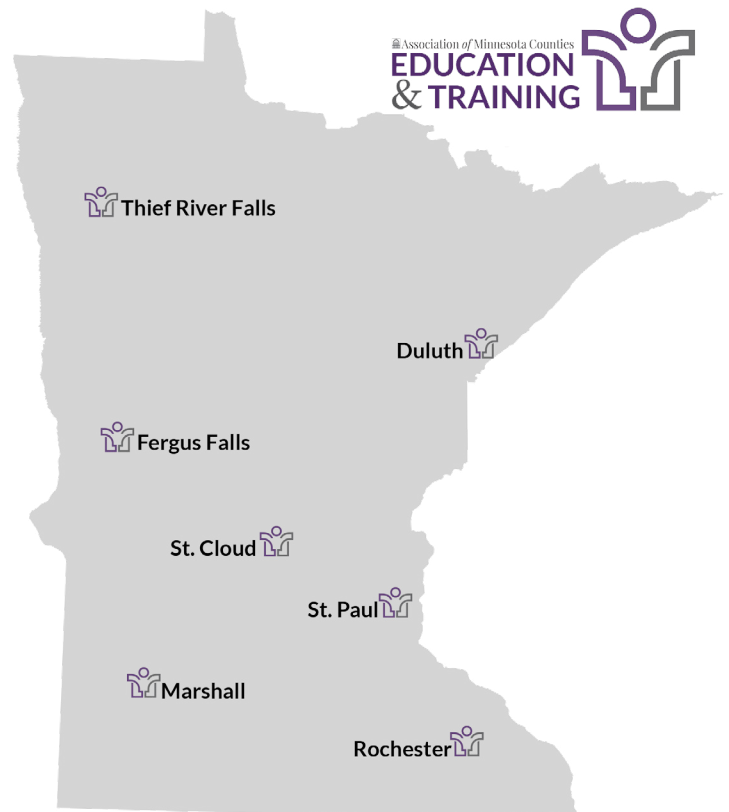 Association of Minnesota Counties
EDUCATION
& TRAINING
Thief River Falls
Duluth
Fergus Falls
St. Cloud
St. Paul
Marshall
Rochester